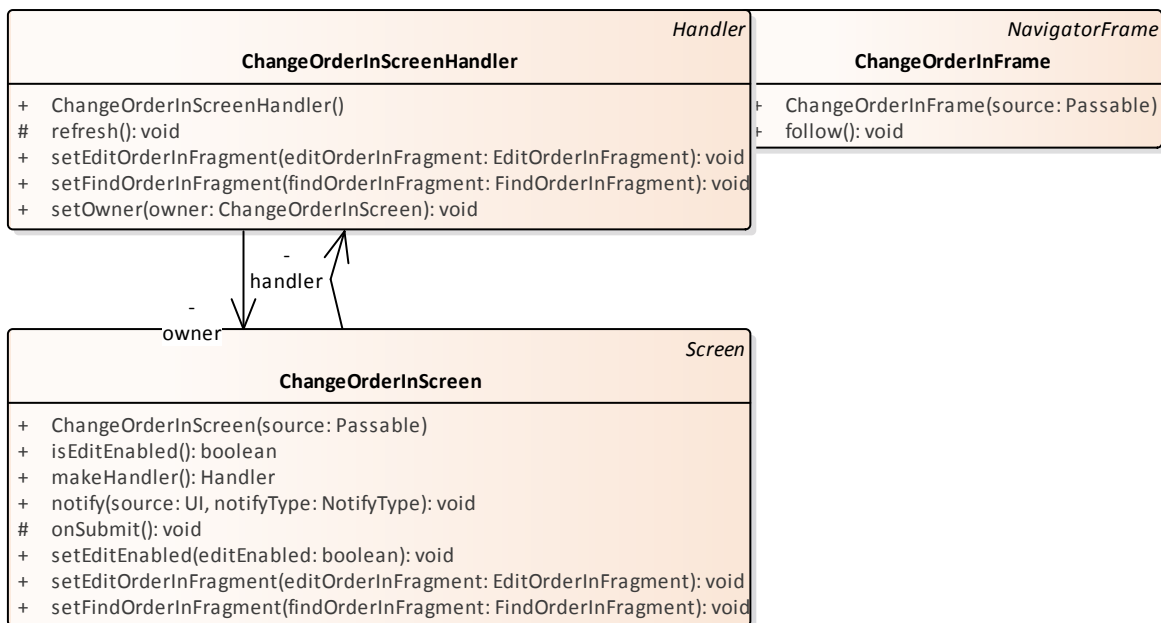 Handler
ChangeOrderInScreenHandler
+ ChangeOrderInScreenHandler()
# refresh(): void
+ setEditOrderInFragment(editOrderInFragment: EditOrderInFragment): void
+ setFindOrderInFragment(findOrderInFragment: FindOrderInFragment): void
+ setOwner(owner: ChangeOrderInScreen): void
NavigatorFrame
ChangeOrderInFrame
+ ChangeOrderInFrame(source: Passable)
+ follow(): void
-
handler
-
owner
Screen
ChangeOrderInScreen
+ ChangeOrderInScreen(source: Passable)
+ isEditEnabled(): boolean
+ makeHandler(): Handler
+ notify(source: UI, notifyType: NotifyType): void
# onSubmit(): void
+ setEditEnabled(editEnabled: boolean): void
+ setEditOrderInFragment(editOrderInFragment: EditOrderInFragment): void
+ setFindOrderInFragment(findOrderInFragment: FindOrderInFragment): void